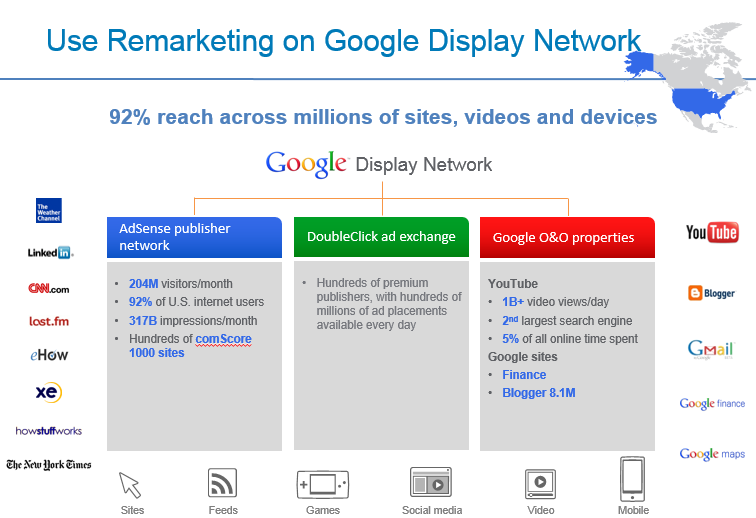 Use Remarketing on Google Display Network
92% reach across millions of sites, videos and devices
Google Display Network
The
Weather
Channel
Linked in
CNN.com
last.fm
eHow
xe
howstuffworks
The New York Times
AdSense publisher
network
• 204M visitors/month
• 92% of U.S. internet users
• 317B impressions/month
• Hundreds of comScore
1000 sites
DoubleClick ad exchange
• Hundreds of premium
publishers, with hundreds of
millions of ad placements
available every day
Google O&O properties
YouTube
• 1B+ video views/day
• 2nd largest search engine
• 5% of all online time spent
Google sites
• Finance
• Blogger 8.1M
YouTube
Blogger
Gmail
Google finance
Google maps
Sites
Feeds
Games
Social media
Video
Mobile